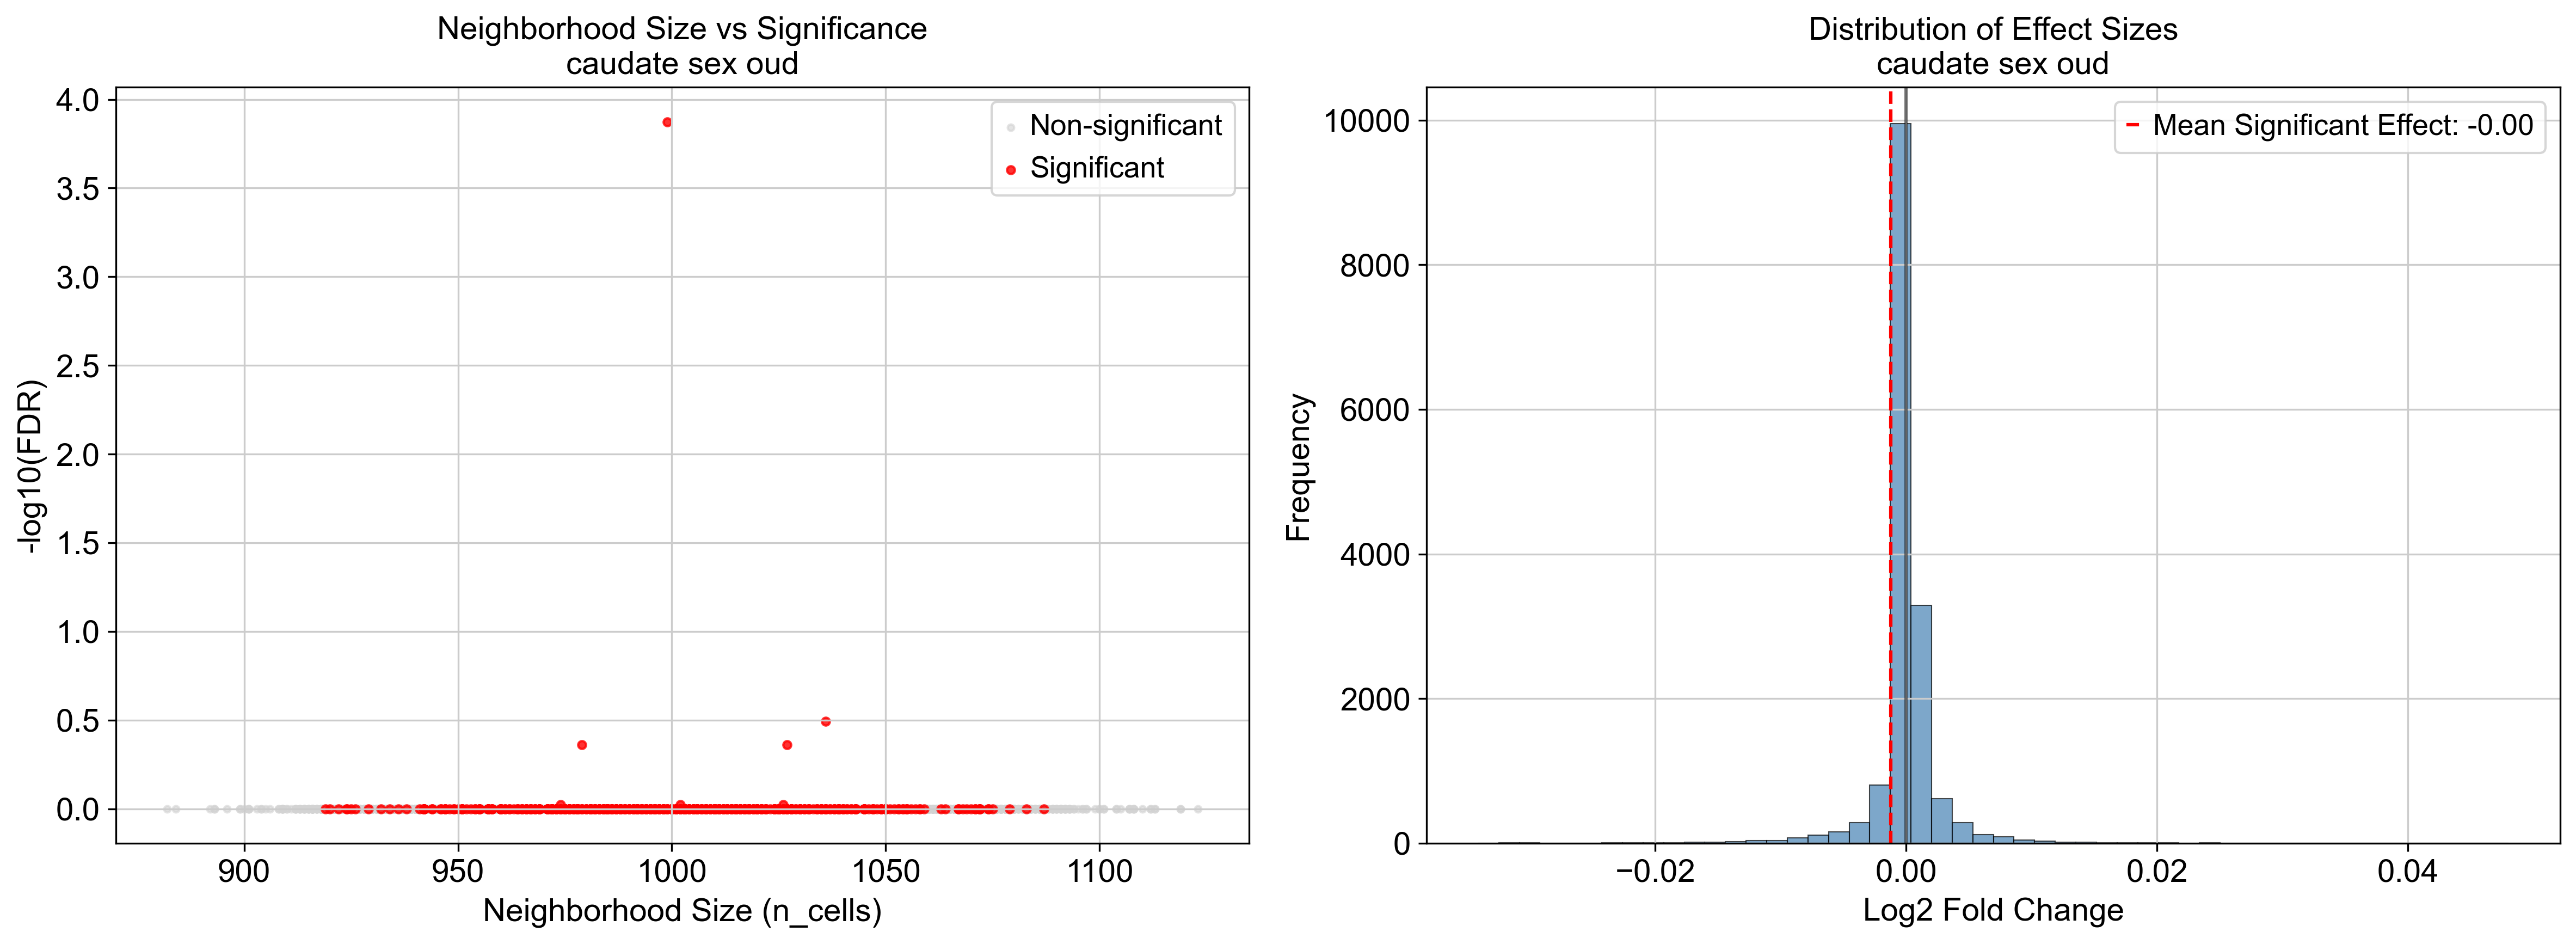 Neighborhood Size vs Significance
caudate sex oud
4.0
3.5
3.0
2.5
2.0
1.5
1.0
0.5
0.0
-log10(FDR)
Non-significant
Significant
900
950
1000
1050
1100
Neighborhood Size (n_cells)
Distribution of Effect Sizes
caudate sex oud
10000
8000
6000
4000
2000
0
Frequency
Mean Significant Effect: -0.00
−0.02
0.00
0.02
0.04
Log2 Fold Change